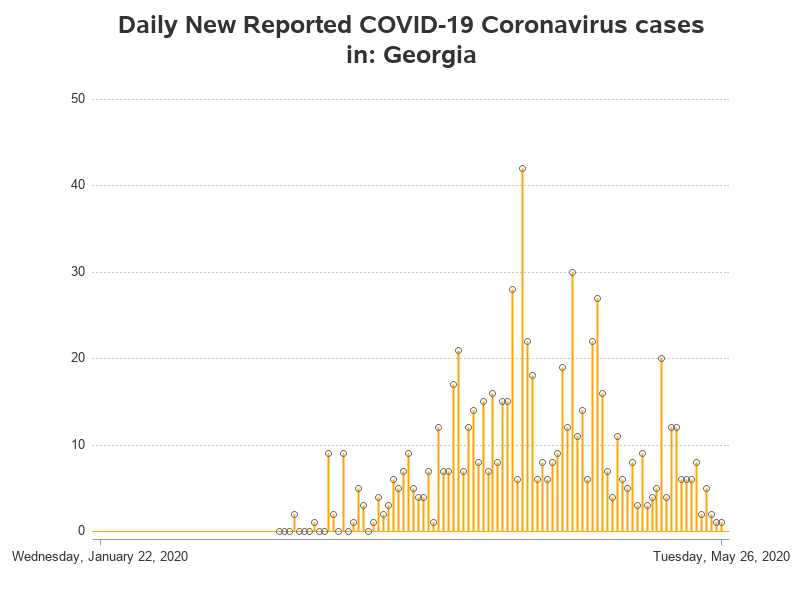 Daily New Reported COVID-19 Coronavirus cases
in: Georgia
50
40
30
20
10
0
Wednesday, January 22, 2020
Tuesday, May 26, 2020